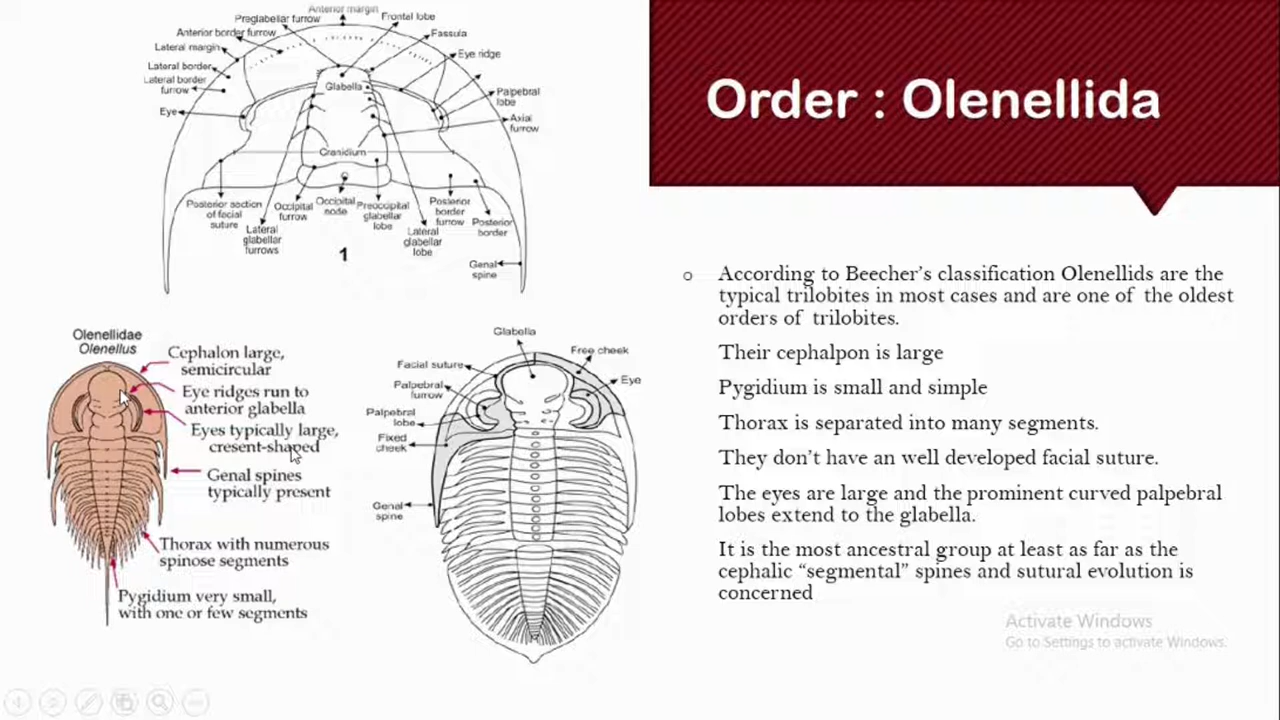 Anterior margin
Preglabellar furrow
Frontal lobe
Anterior border furrow
Fassula
Lateral margin
Eye ridge
Lateral border
Lateral border
furrow
Glabella
Palpebral
lobe
Eye
Axial
furrow
Cranidium
Posterior section
of facial
suture
Occipital
furrow
Occipital
node
Preoccipital
glabellar
lobe
Posterior
border
furrow
Posterior
border
Lateral
glabellar
furrows
Lateral
glabellar
lobe
1
Genal
spine
Order : Olenellida
o According to Beecher's classification Olenellids are the
typical trilobites in most cases and are one of the oldest
orders of trilobites.
Their cephalpon is large
Pygidium is small and simple
Thorax is separated into many segments.
They don't have an well developed facial suture.
The eyes are large and the prominent curved palpebral
lobes extend to the glabella.
It is the most ancestral group at least as far as the
cephalic “segmental” spines and sutural evolution is
concerned
Olenellidae
Olenellus
Cephalon large,
semicircular
Eye ridges run to
anterior glabella
Eyes typically large,
cresent-shaped
Genal spines
typically present
Thorax with numerous
spinose segments
Pygidium very small,
with one or few segments
Glabella
Facial suture
Free cheek
Palpebral
furrow
Eye
Palpebral
lobe
Fixed
cheek
Genal
spine
Activate Windows
Go to Settings to activate Windows.